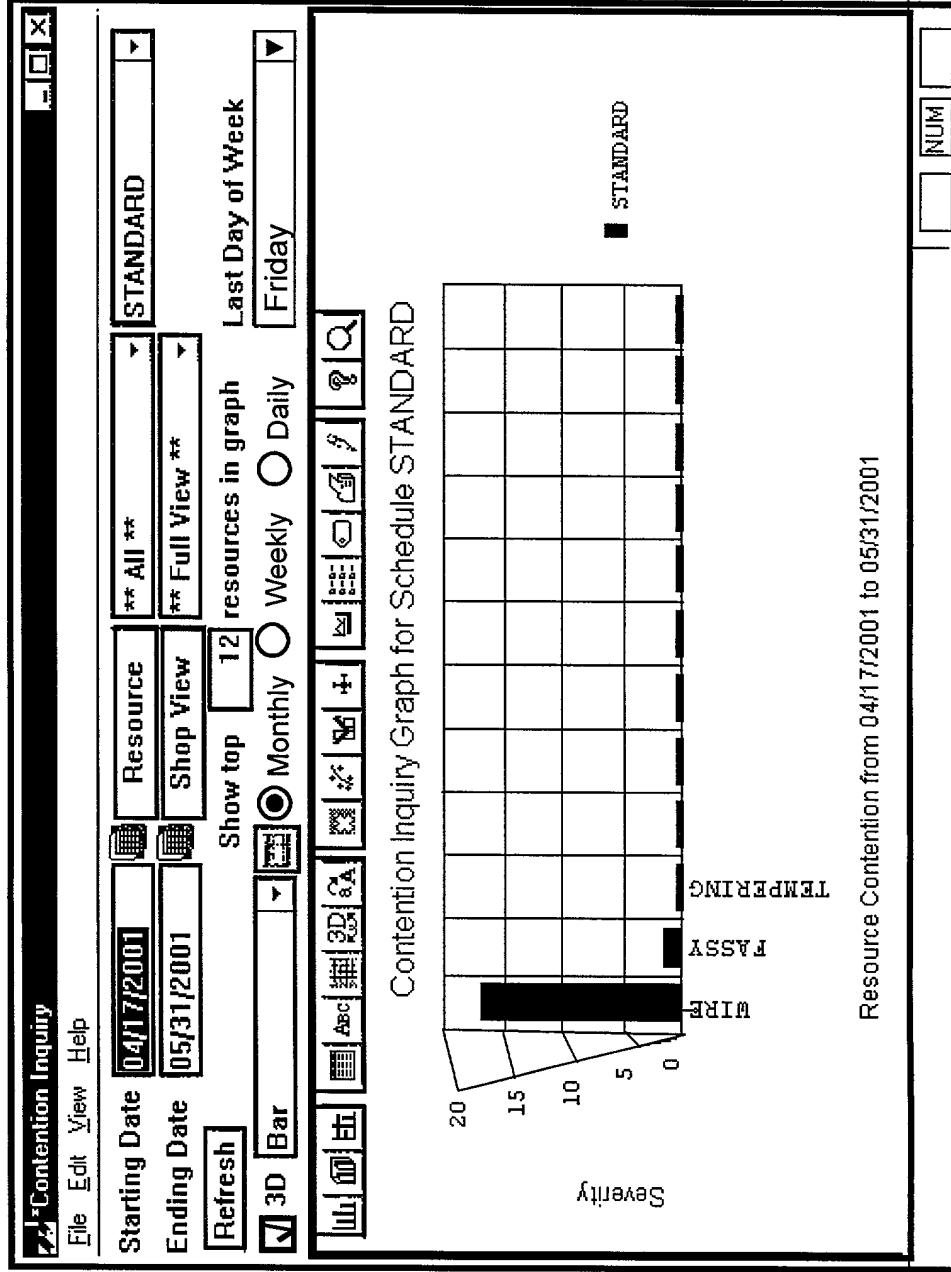 Contention Inquiry
File Edit View Help
Starting Date 04/17/2001 Resource ** All ** STANDARD
Ending Date 05/31/2001 Shop View ** Full View **
Refresh Show top 12 resources in graph Last Day of Week
3D Bar Monthly Weekly Daily Friday
ABC 3D aA ?
Contention Inquiry Graph for Schedule STANDARD
Severity
20
15
10
5
0
STANDARD
WIRE FASSY TEMPERING
Resource Contention from 04/17/2001 to 05/31/2001
NUM